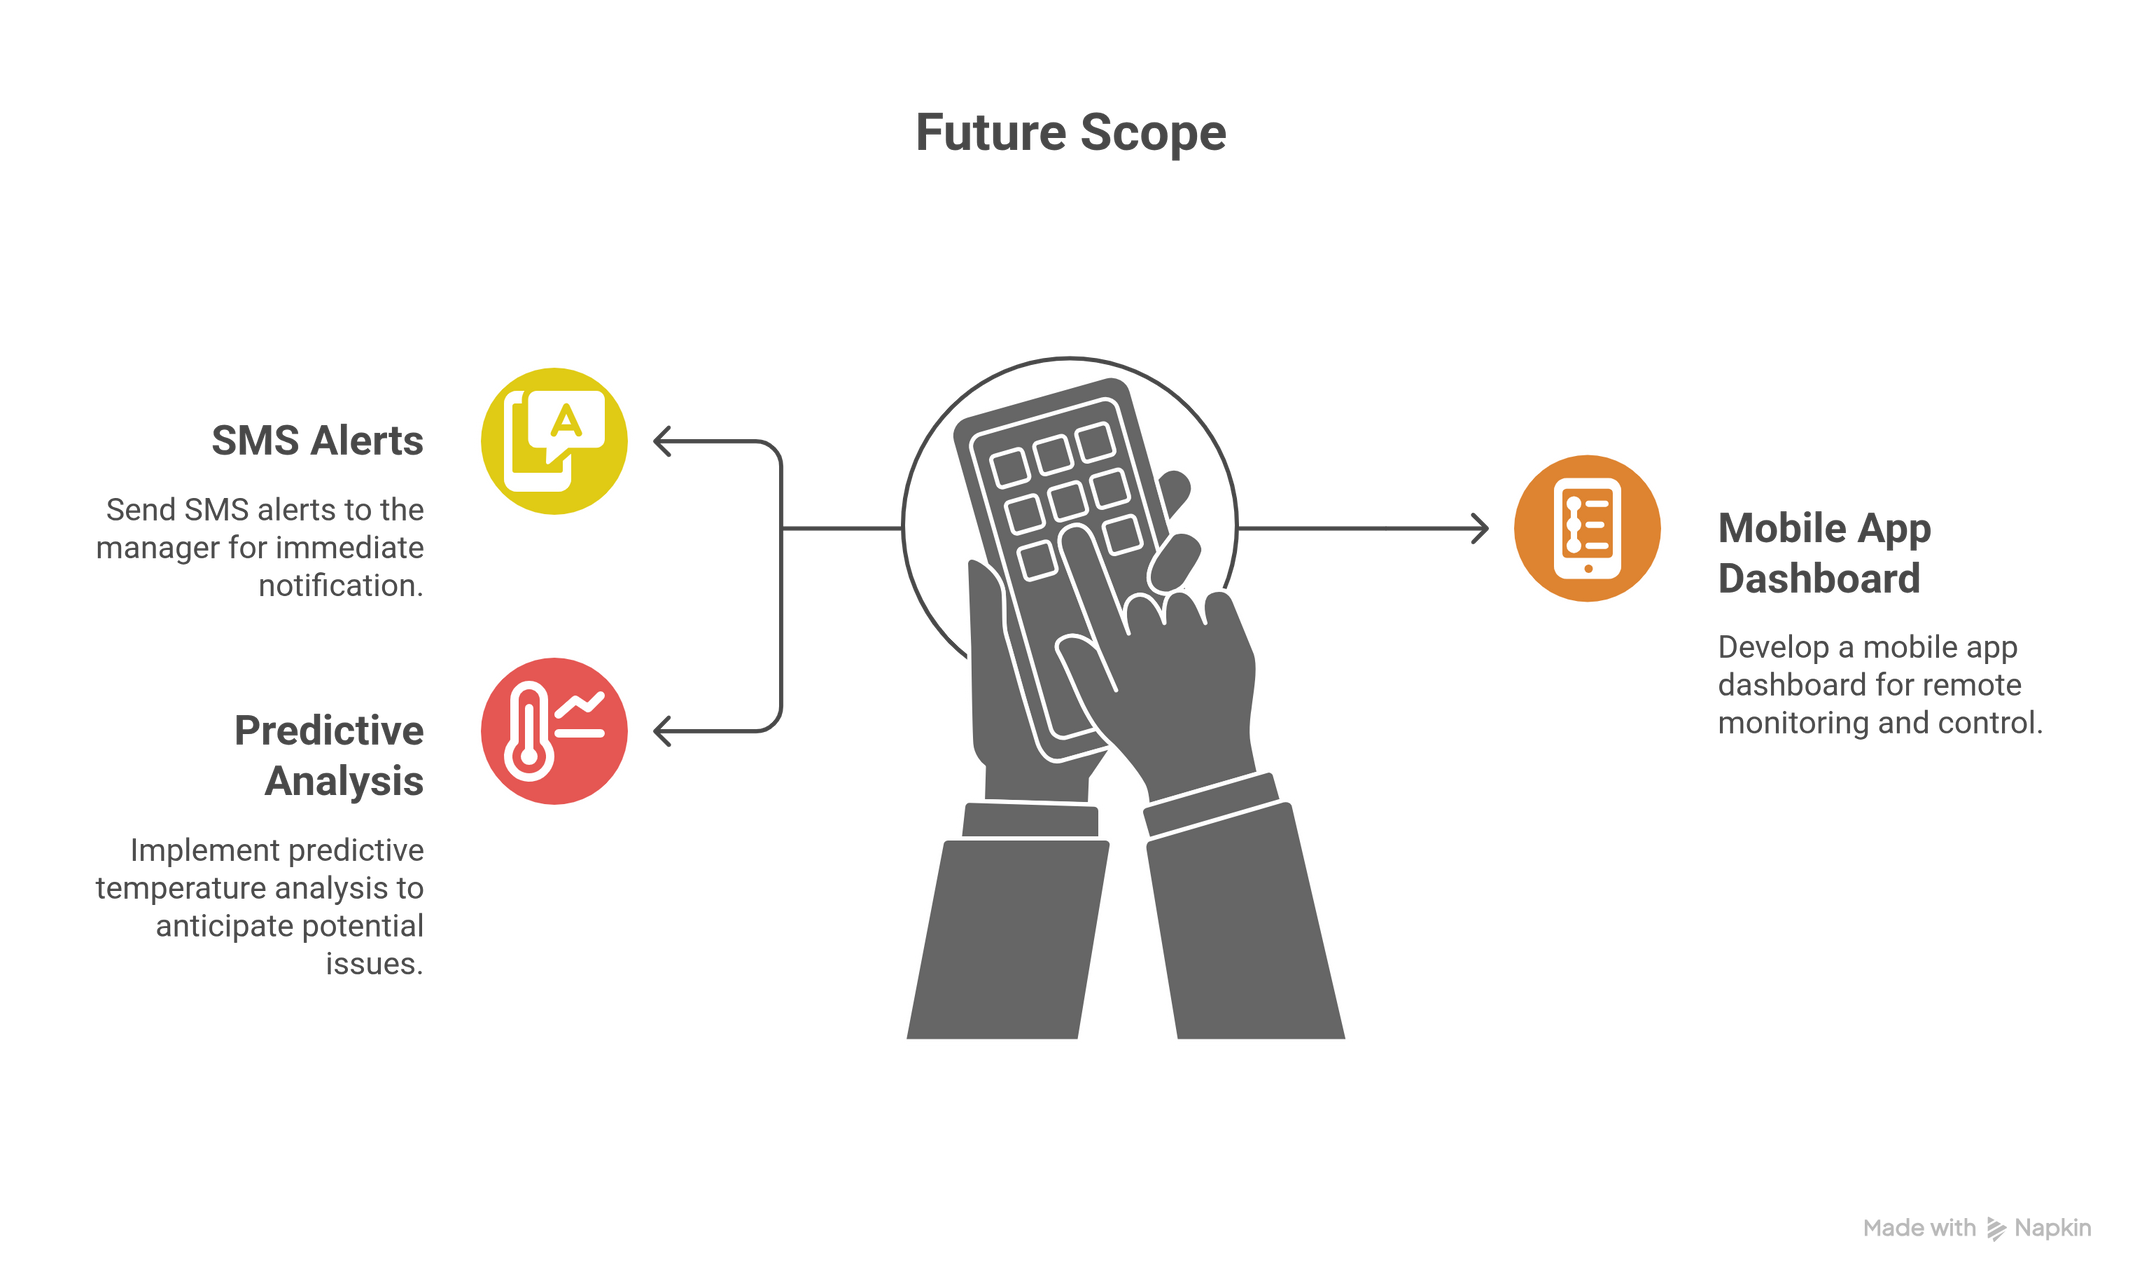 Future Scope
SMS Alerts
Send SMS alerts to the
manager for immediate
notification.
Predictive
Analysis
Implement predictive
temperature analysis to
anticipate potential
issues.
A
Mobile App
Dashboard
Develop a mobile app
dashboard for remote
monitoring and control.
Made with Napkin